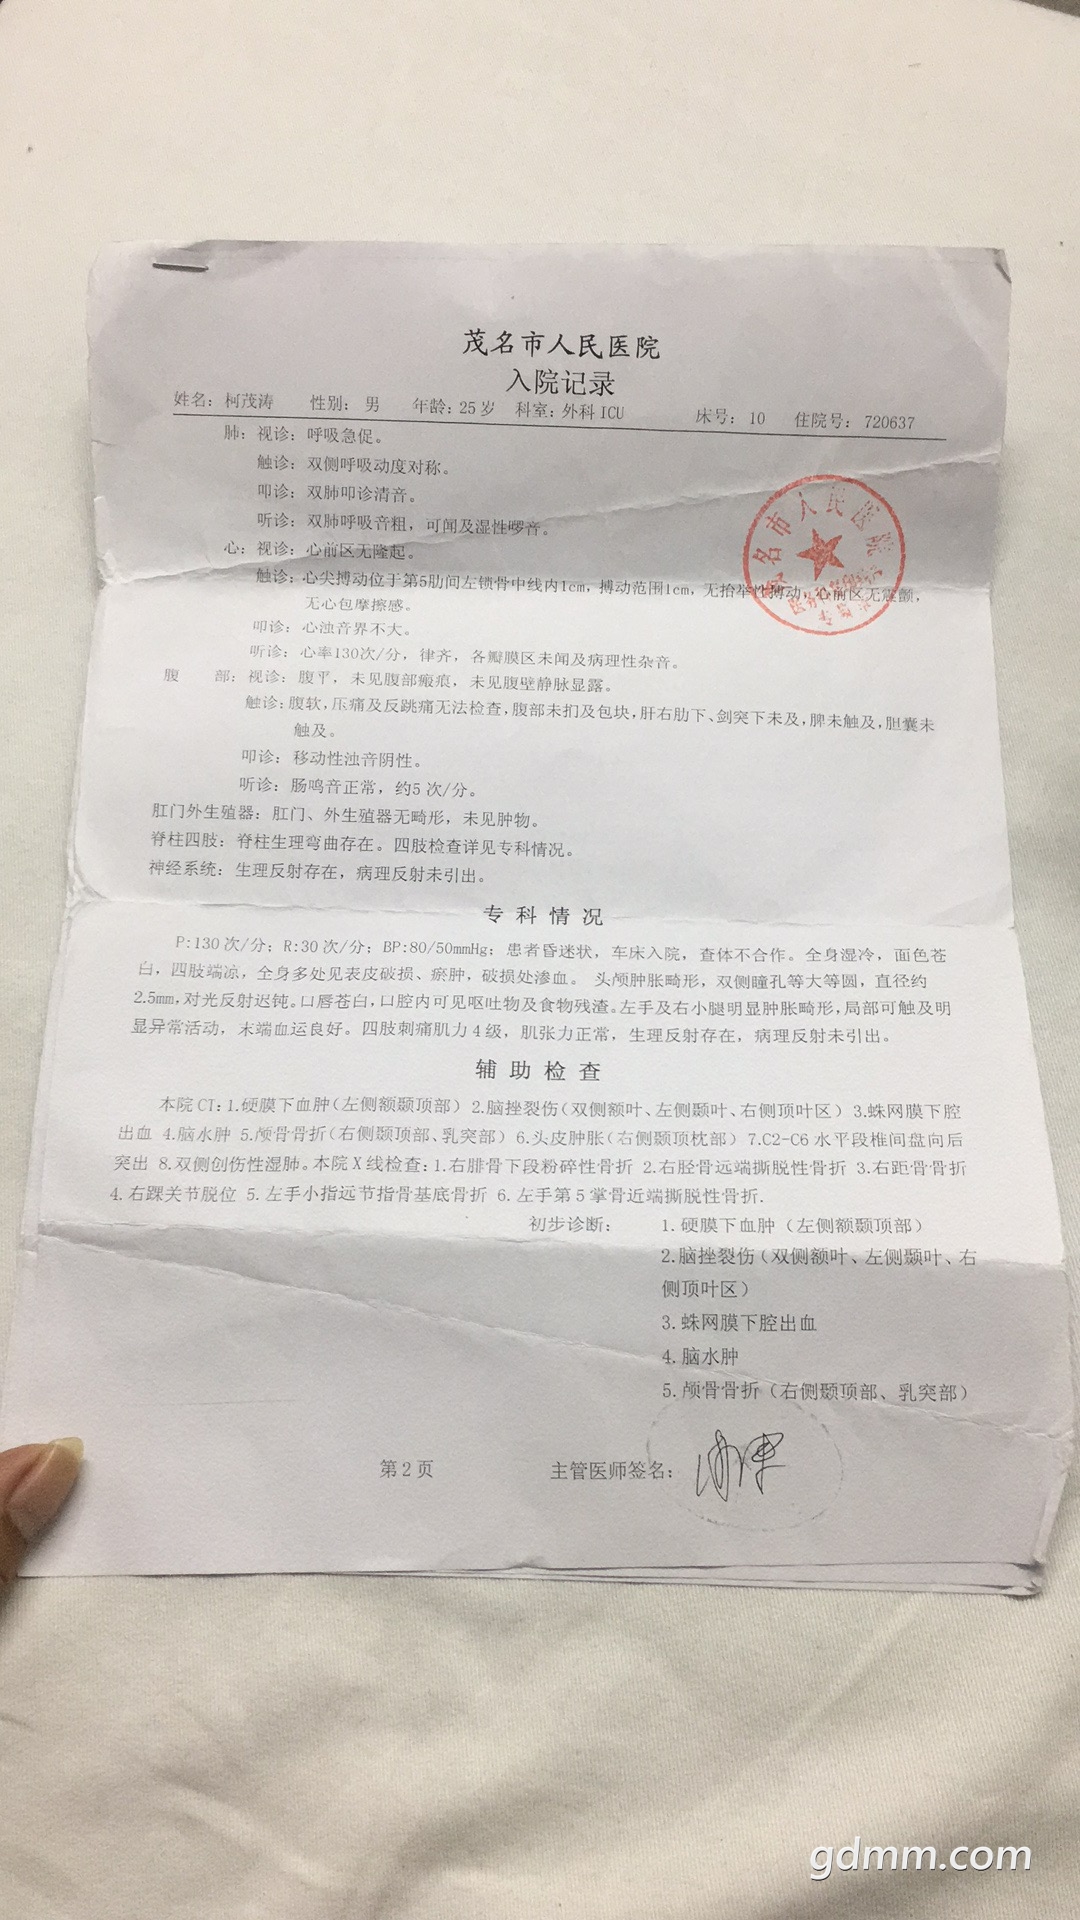 茂名市人民医院
入院记录
姓名：柯茂涛 性别：男 年龄：25岁 科室：外科ICU 床号：10 住院号：720637
肺：视诊：呼吸急促。
触诊：双侧呼吸动度对称。
叩诊：双肺叩诊清音。
听诊：双肺呼吸音粗，可闻及湿性啰音。
心：视诊：心前区无隆起。
触诊：心尖搏动位于第5肋间左锁骨中线内1cm，搏动范围1cm，无抬举性搏动，心前区无震颤，
无心包摩擦感。
叩诊：心浊音界不大。
听诊：心率130次/分，律齐，各瓣膜区未闻及病理性杂音。
腹 部：视诊：腹平，未见腹部瘢痕，未见腹壁静脉显露。
触诊：腹软，压痛及反跳痛无法检查，腹部未扪及包块，肝右肋下、剑突下未及，脾未触及，胆囊未
触及。
叩诊：移动性浊音阴性。
听诊：肠鸣音正常，约5次/分。
肛门外生殖器：肛门、外生殖器无畸形，未见肿物。
脊柱四肢：脊柱生理弯曲存在。四肢检查详见专科情况。
神经系统：生理反射存在，病理反射未引出。
专科情况
P:130次/分；R:30次/分；BP:80/50mmHg；患者昏迷状，车床入院，查体不合作。全身湿冷，面色苍
白，四肢端凉，全身多处见表皮破损、瘀肿，破损处渗血。头颅肿胀畸形，双侧瞳孔等大等圆，直径约
2.5mm，对光反射迟钝。口唇苍白，口腔内可见呕吐物及食物残渣。左手及右小腿明显肿胀畸形，局部可触及明
显异常活动，末端血运良好。四肢刺痛肌力4级，肌张力正常，生理反射存在，病理反射未引出。
辅助检查
本院CT：1.硬膜下血肿（左侧额颞顶部）2.脑挫裂伤（双侧额叶、左侧颞叶、右侧顶叶区）3.蛛网膜下腔
出血 4.脑水肿 5.颅骨骨折（右侧颞顶部、乳突部）6.头皮肿胀（右侧颞顶枕部）7.C2-C6水平段椎间盘向后
突出 8.双侧创伤性湿肺。本院X线检查：1.右腓骨下段粉碎性骨折 2.右胫骨远端撕脱性骨折 3.右距骨骨折
4.右踝关节脱位 5.左手小指远节指骨基底骨折 6.左手第5掌骨近端撕脱性骨折.
初步诊断： 1.硬膜下血肿（左侧额颞顶部）
2.脑挫裂伤（双侧额叶、左侧颞叶、右
侧顶叶区）
3.蛛网膜下腔出血
4.脑水肿
5.颅骨骨折（右侧颞顶部、乳突部）
第2页 主管医师签名：
茂名市人民医院
gdmm.com